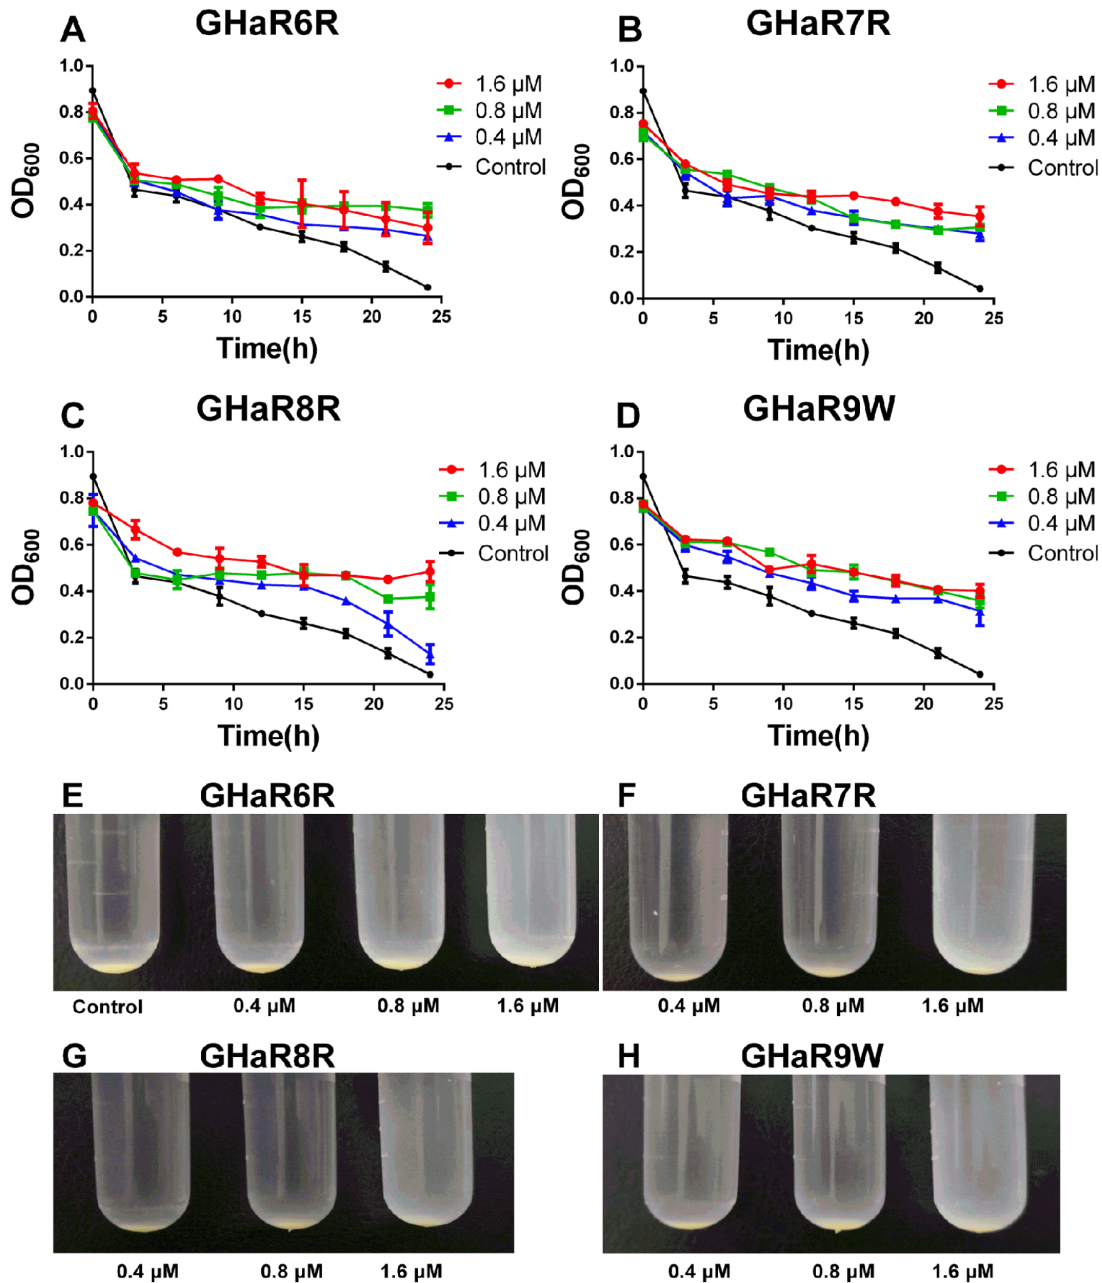 A GHaR6R
1.0
0.8
0.6
0.4
0.2
0.0
OD600
0 5 10 15 20 25
Time(h)
1.6 µM
0.8 µM
0.4 µM
Control
B GHaR7R
1.0
0.8
0.6
0.4
0.2
0.0
OD600
0 5 10 15 20 25
Time(h)
1.6 µM
0.8 µM
0.4 µM
Control
C GHaR8R
1.0
0.8
0.6
0.4
0.2
0.0
OD600
0 5 10 15 20 25
Time(h)
1.6 µM
0.8 µM
0.4 µM
Control
D GHaR9W
1.0
0.8
0.6
0.4
0.2
0.0
OD600
0 5 10 15 20 25
Time(h)
1.6 µM
0.8 µM
0.4 µM
Control
E GHaR6R
Control 0.4 µM 0.8 µM 1.6 µM
F GHaR7R
0.4 µM 0.8 µM 1.6 µM
G GHaR8R
0.4 µM 0.8 µM 1.6 µM
H GHaR9W
0.4 µM 0.8 µM 1.6 µM